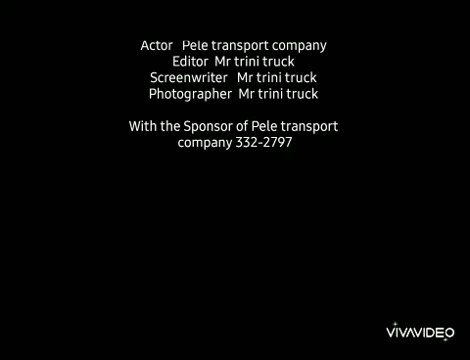 Actor Pele transport company
Editor Mr trini truck
Screenwriter Mr trini truck
Photographer Mr trini truck
With the Sponsor of Pele transport
company 332-2797
VIVAVIDEO